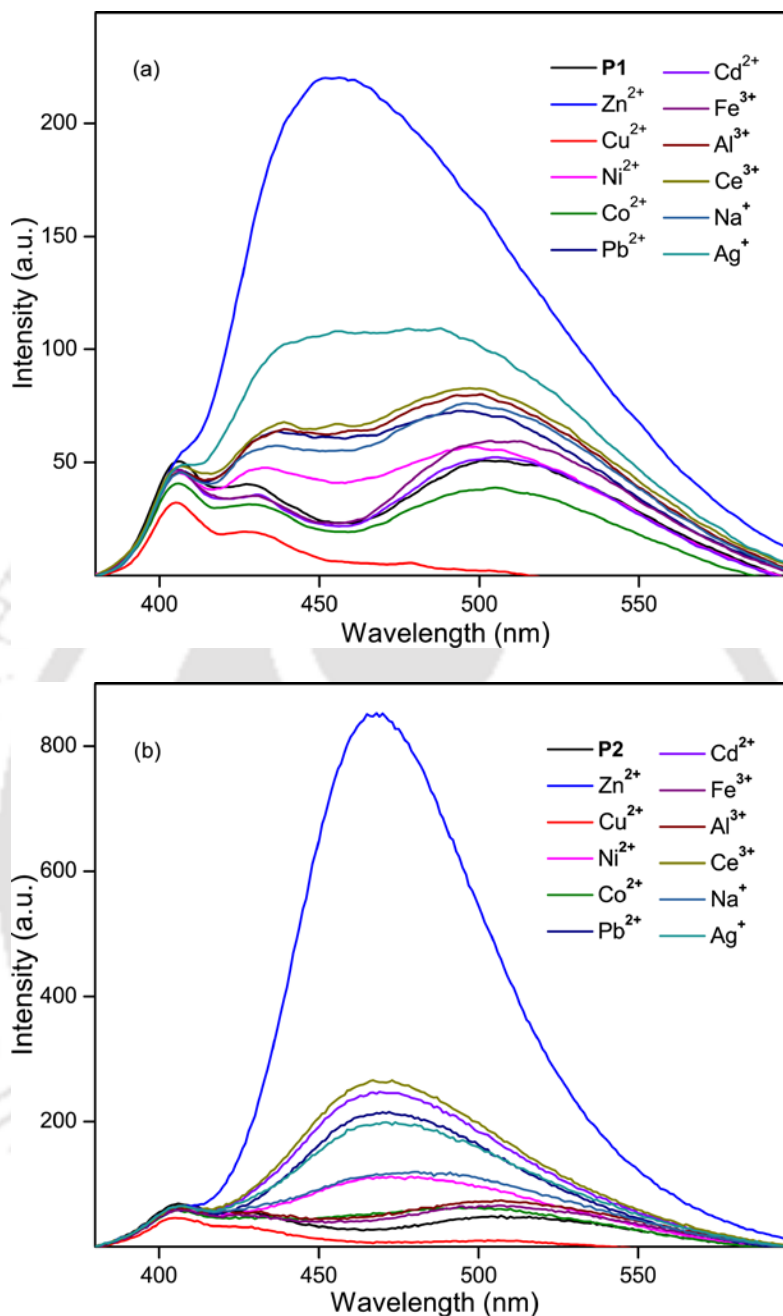 (a)
P1
Zn²⁺
Cu²⁺
Ni²⁺
Co²⁺
Pb²⁺
Cd²⁺
Fe³⁺
Al³⁺
Ce³⁺
Na⁺
Ag⁺
200
150
100
50
Intensity (a.u.)
400 450 500 550
Wavelength (nm)
(b)
P2
Zn²⁺
Cu²⁺
Ni²⁺
Co²⁺
Pb²⁺
Cd²⁺
Fe³⁺
Al³⁺
Ce³⁺
Na⁺
Ag⁺
800
600
400
200
Intensity (a.u.)
400 450 500 550
Wavelength (nm)